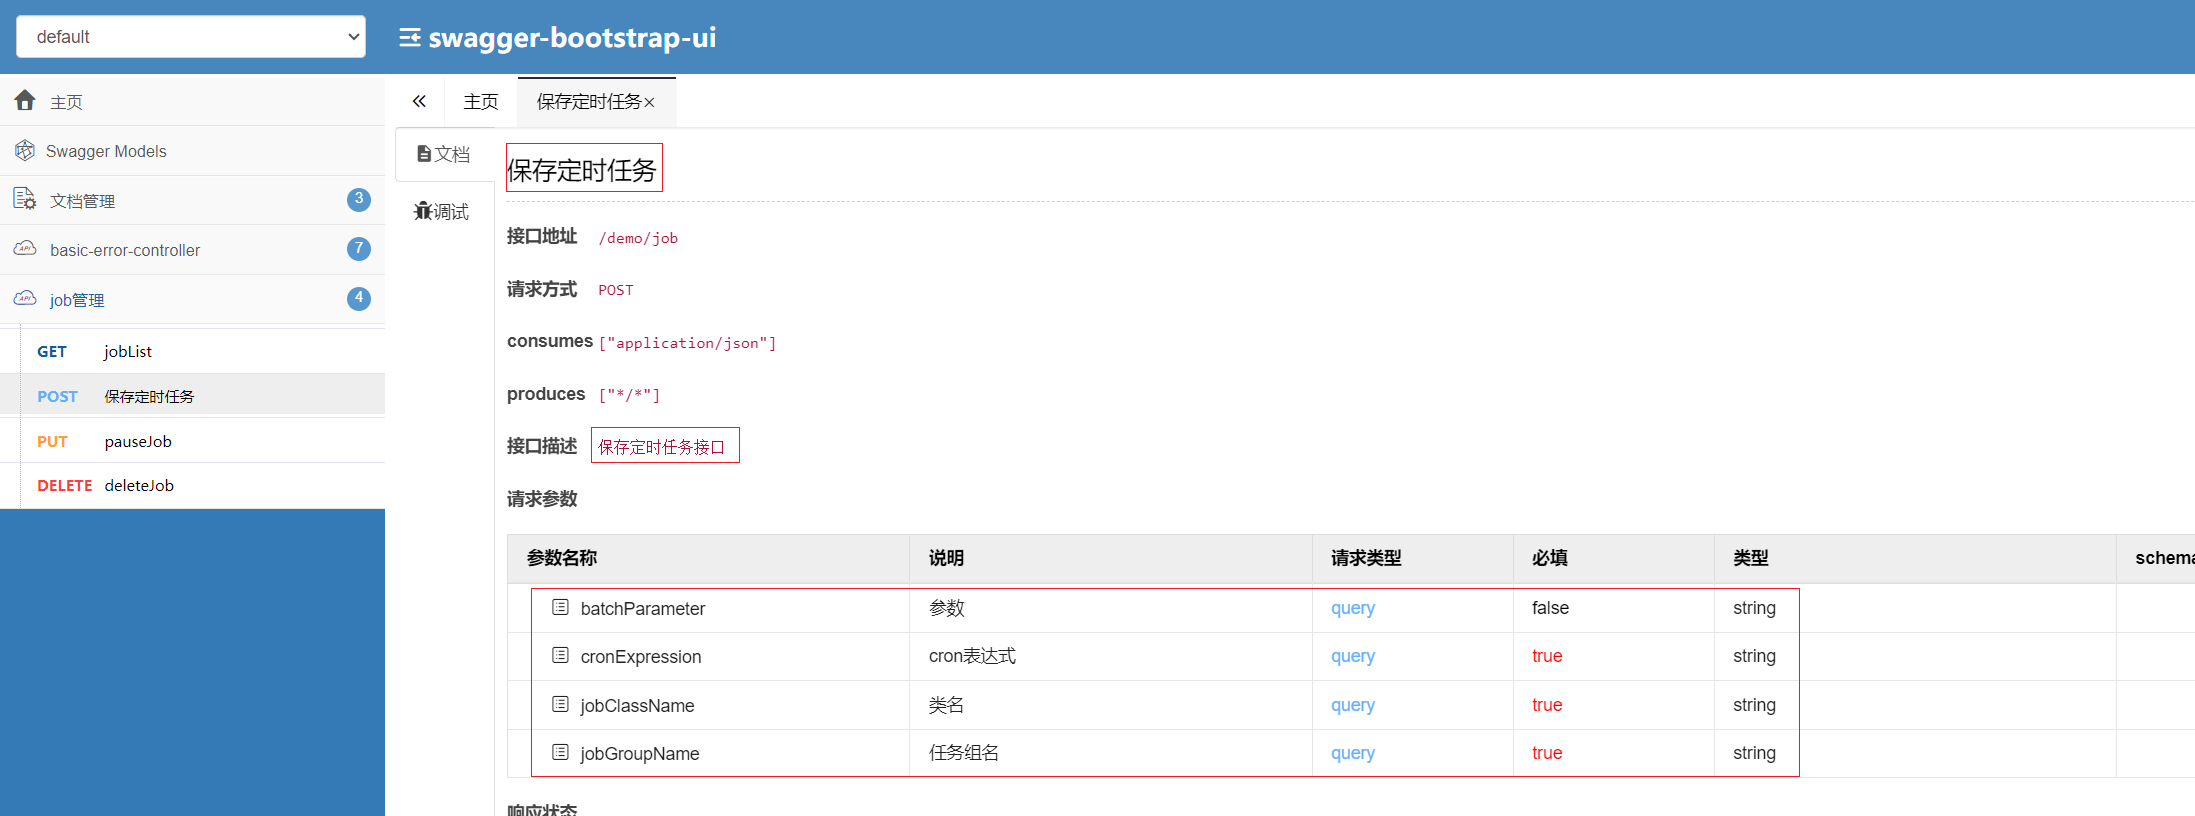 default
swagger-bootstrap-ui
主页
Swagger Models
文档管理 3
basic-error-controller 7
job管理 4
GET jobList
POST 保存定时任务
PUT pauseJob
DELETE deleteJob
主页 保存定时任务×
文档
调试
保存定时任务
接口地址 /demo/job
请求方式 POST
consumes ["application/json"]
produces ["*/*"]
接口描述 保存定时任务接口
请求参数
参数名称 说明 请求类型 必填 类型 schema
batchParameter 参数 query false string
cronExpression cron表达式 query true string
jobClassName 类名 query true string
jobGroupName 任务组名 query true string
响应状态